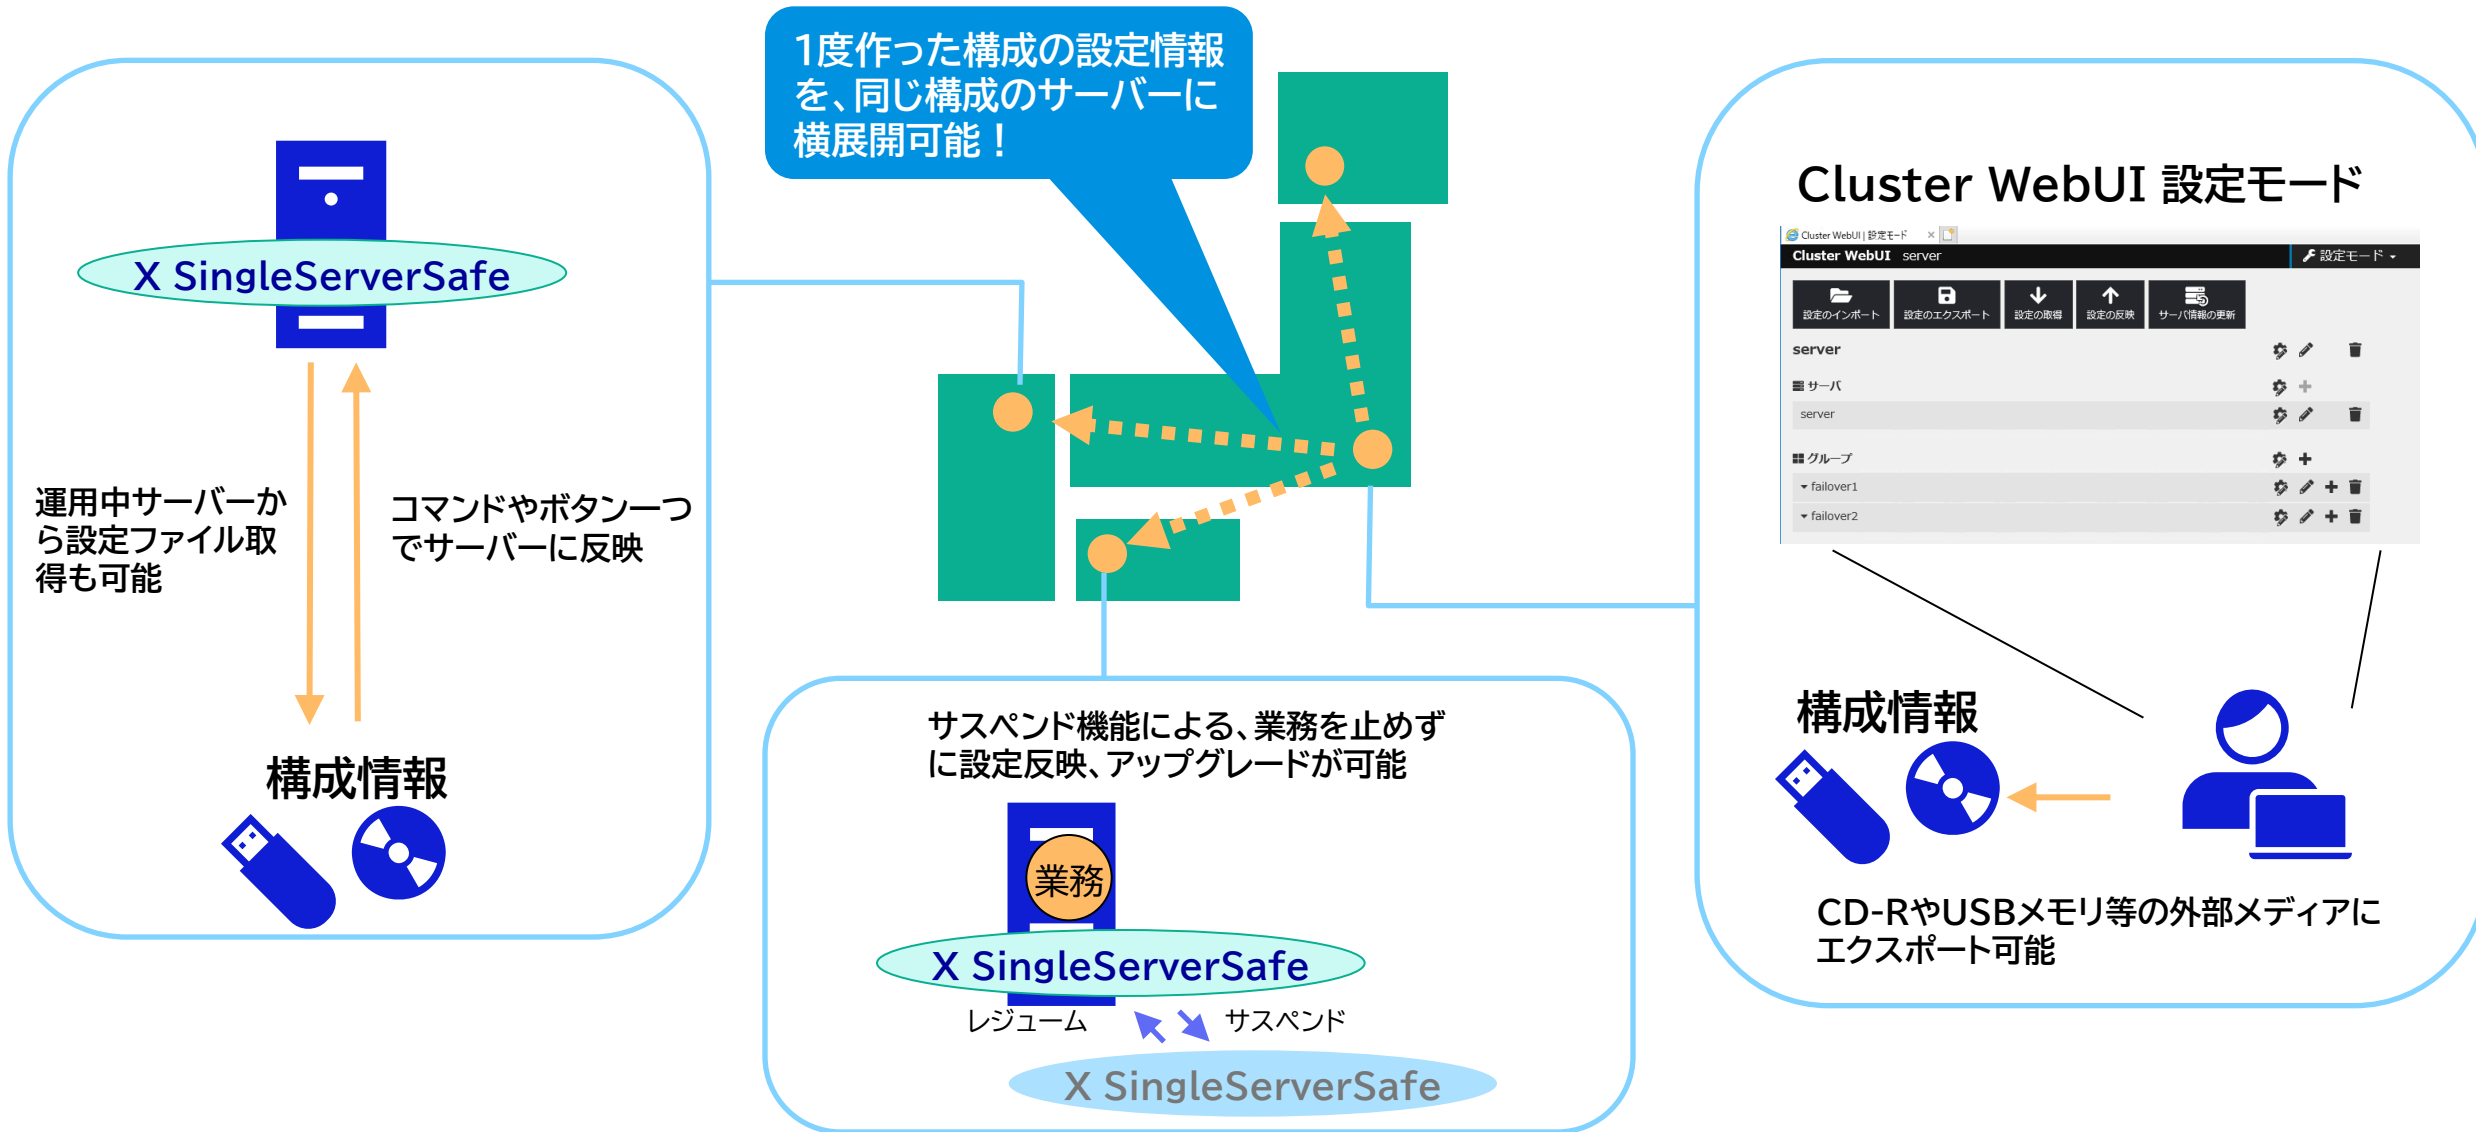 1度作った構成の設定情報
を、同じ構成のサーバーに
横展開可能！
X SingleServerSafe
運用中サーバーか
ら設定ファイル取
得も可能
コマンドやボタン一つ
でサーバーに反映
構成情報
サスペンド機能による、業務を止めず
に設定反映、アップグレードが可能
業務
X SingleServerSafe
レジューム
サスペンド
X SingleServerSafe
Cluster WebUI 設定モード
Cluster WebUI | 設定モード
Cluster WebUI server
設定モード
設定のインポート
設定のエクスポート
設定の取得
設定の反映
サーバ情報の更新
server
サーバ
server
グループ
failover1
failover2
構成情報
CD-RやUSBメモリ等の外部メディアに
エクスポート可能